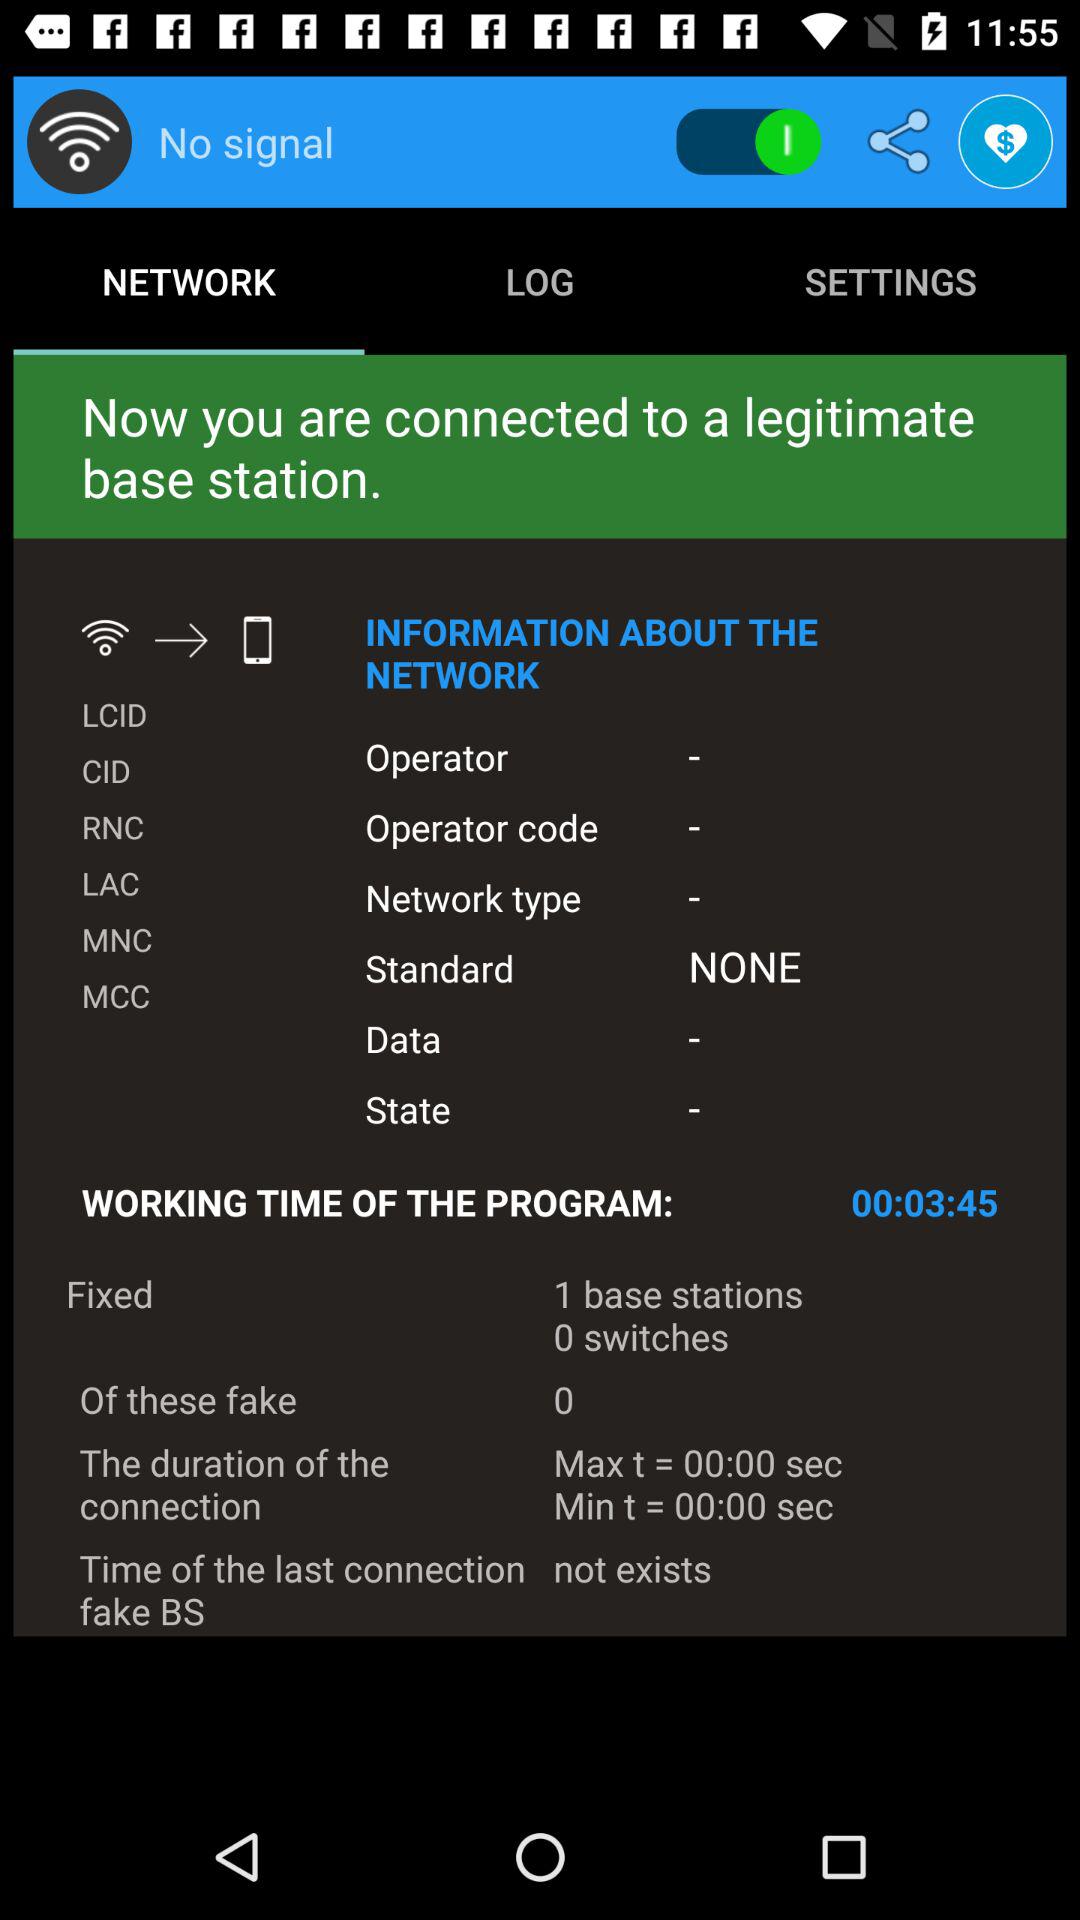 11:55
No signal
NETWORK
LOG
SETTINGS
Now you are connected to a legitimate
base station.
INFORMATION ABOUT THE
NETWORK
LCID
CID
RNC
LAC
MNC
MCC
Operator -
Operator code -
Network type -
Standard NONE
Data -
State -
WORKING TIME OF THE PROGRAM: 00:03:45
Fixed 1 base stations
0 switches
Of these fake 0
The duration of the Max t = 00:00 sec
connection Min t = 00:00 sec
Time of the last connection not exists
fake BS